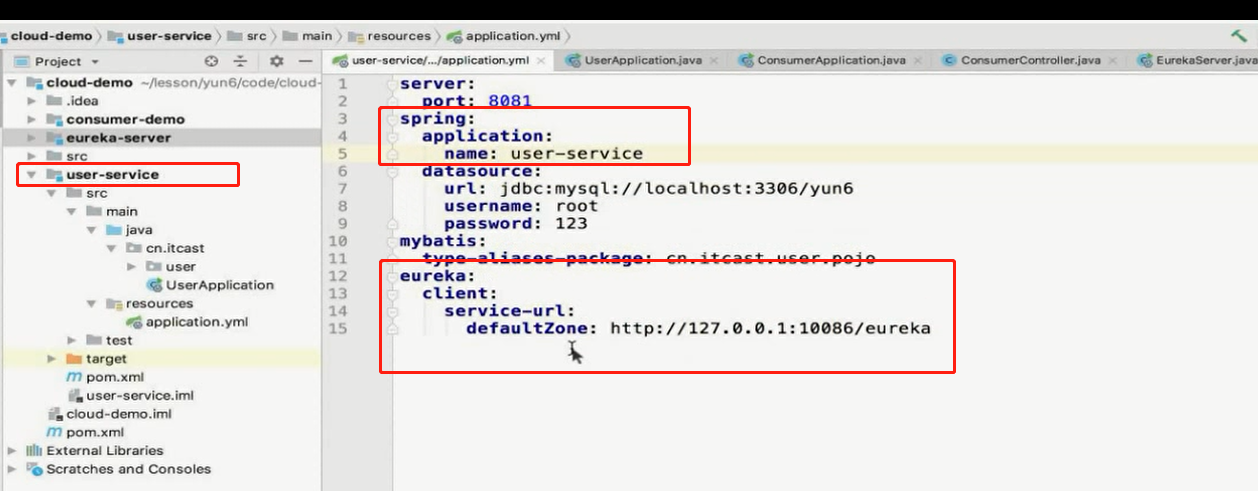 cloud-demo user-service src main resources application.yml
Project
user-service/.../application.yml UserApplication.java ConsumerApplication.java ConsumerController.java EurekaServer.java
cloud-demo ~/lesson/yun6/code/cloud-
.idea
consumer-demo
eureka-server
src
user-service
src
main
java
cn.itcast
user
UserApplication
resources
application.yml
test
target
pom.xml
user-service.iml
cloud-demo.iml
pom.xml
External Libraries
Scratches and Consoles
1 server:
2 port: 8081
3 spring:
4 application:
5 name: user-service
6 datasource:
7 url: jdbc:mysql://localhost:3306/yun6
8 username: root
9 password: 123
10 mybatis:
11 type-aliases-package: cn.itcast.user.pojo
12 eureka:
13 client:
14 service-url:
15 defaultZone: http://127.0.0.1:10086/eureka